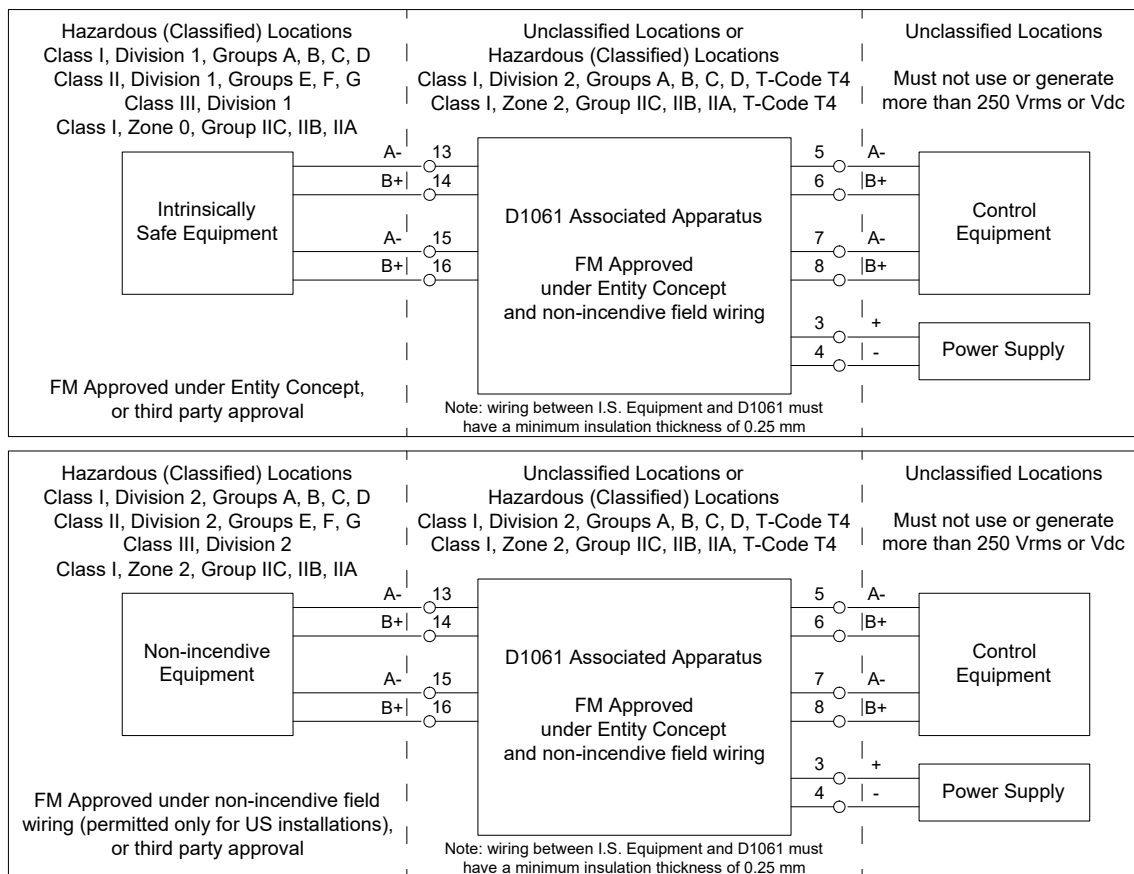 Hazardous (Classified) Locations
Class I, Division 1, Groups A, B, C, D
Class II, Division 1, Groups E, F, G
Class III, Division 1
Class I, Zone 0, Group IIC, IIB, IIA
Unclassified Locations or
Hazardous (Classified) Locations
Class I, Division 2, Groups A, B, C, D, T-Code T4
Class I, Zone 2, Group IIC, IIB, IIA, T-Code T4
Unclassified Locations
Must not use or generate
more than 250 Vrms or Vdc
Intrinsically
Safe Equipment
A- 13
B+ 14
A- 15
B+ 16
D1061 Associated Apparatus
FM Approved
under Entity Concept
and non-incendive field wiring
5 A-
6 B+
7 A-
8 B+
3 +
4 -
Control
Equipment
Power Supply
FM Approved under Entity Concept,
or third party approval
Note: wiring between I.S. Equipment and D1061 must
have a minimum insulation thickness of 0.25 mm
Hazardous (Classified) Locations
Class I, Division 2, Groups A, B, C, D
Class II, Division 2, Groups E, F, G
Class III, Division 2
Class I, Zone 2, Group IIC, IIB, IIA
Unclassified Locations or
Hazardous (Classified) Locations
Class I, Division 2, Groups A, B, C, D, T-Code T4
Class I, Zone 2, Group IIC, IIB, IIA, T-Code T4
Unclassified Locations
Must not use or generate
more than 250 Vrms or Vdc
Non-incendive
Equipment
A- 13
B+ 14
A- 15
B+ 16
D1061 Associated Apparatus
FM Approved
under Entity Concept
and non-incendive field wiring
5 A-
6 B+
7 A-
8 B+
3 +
4 -
Control
Equipment
Power Supply
FM Approved under non-incendive field
wiring (permitted only for US installations),
or third party approval
Note: wiring between I.S. Equipment and D1061 must
have a minimum insulation thickness of 0.25 mm